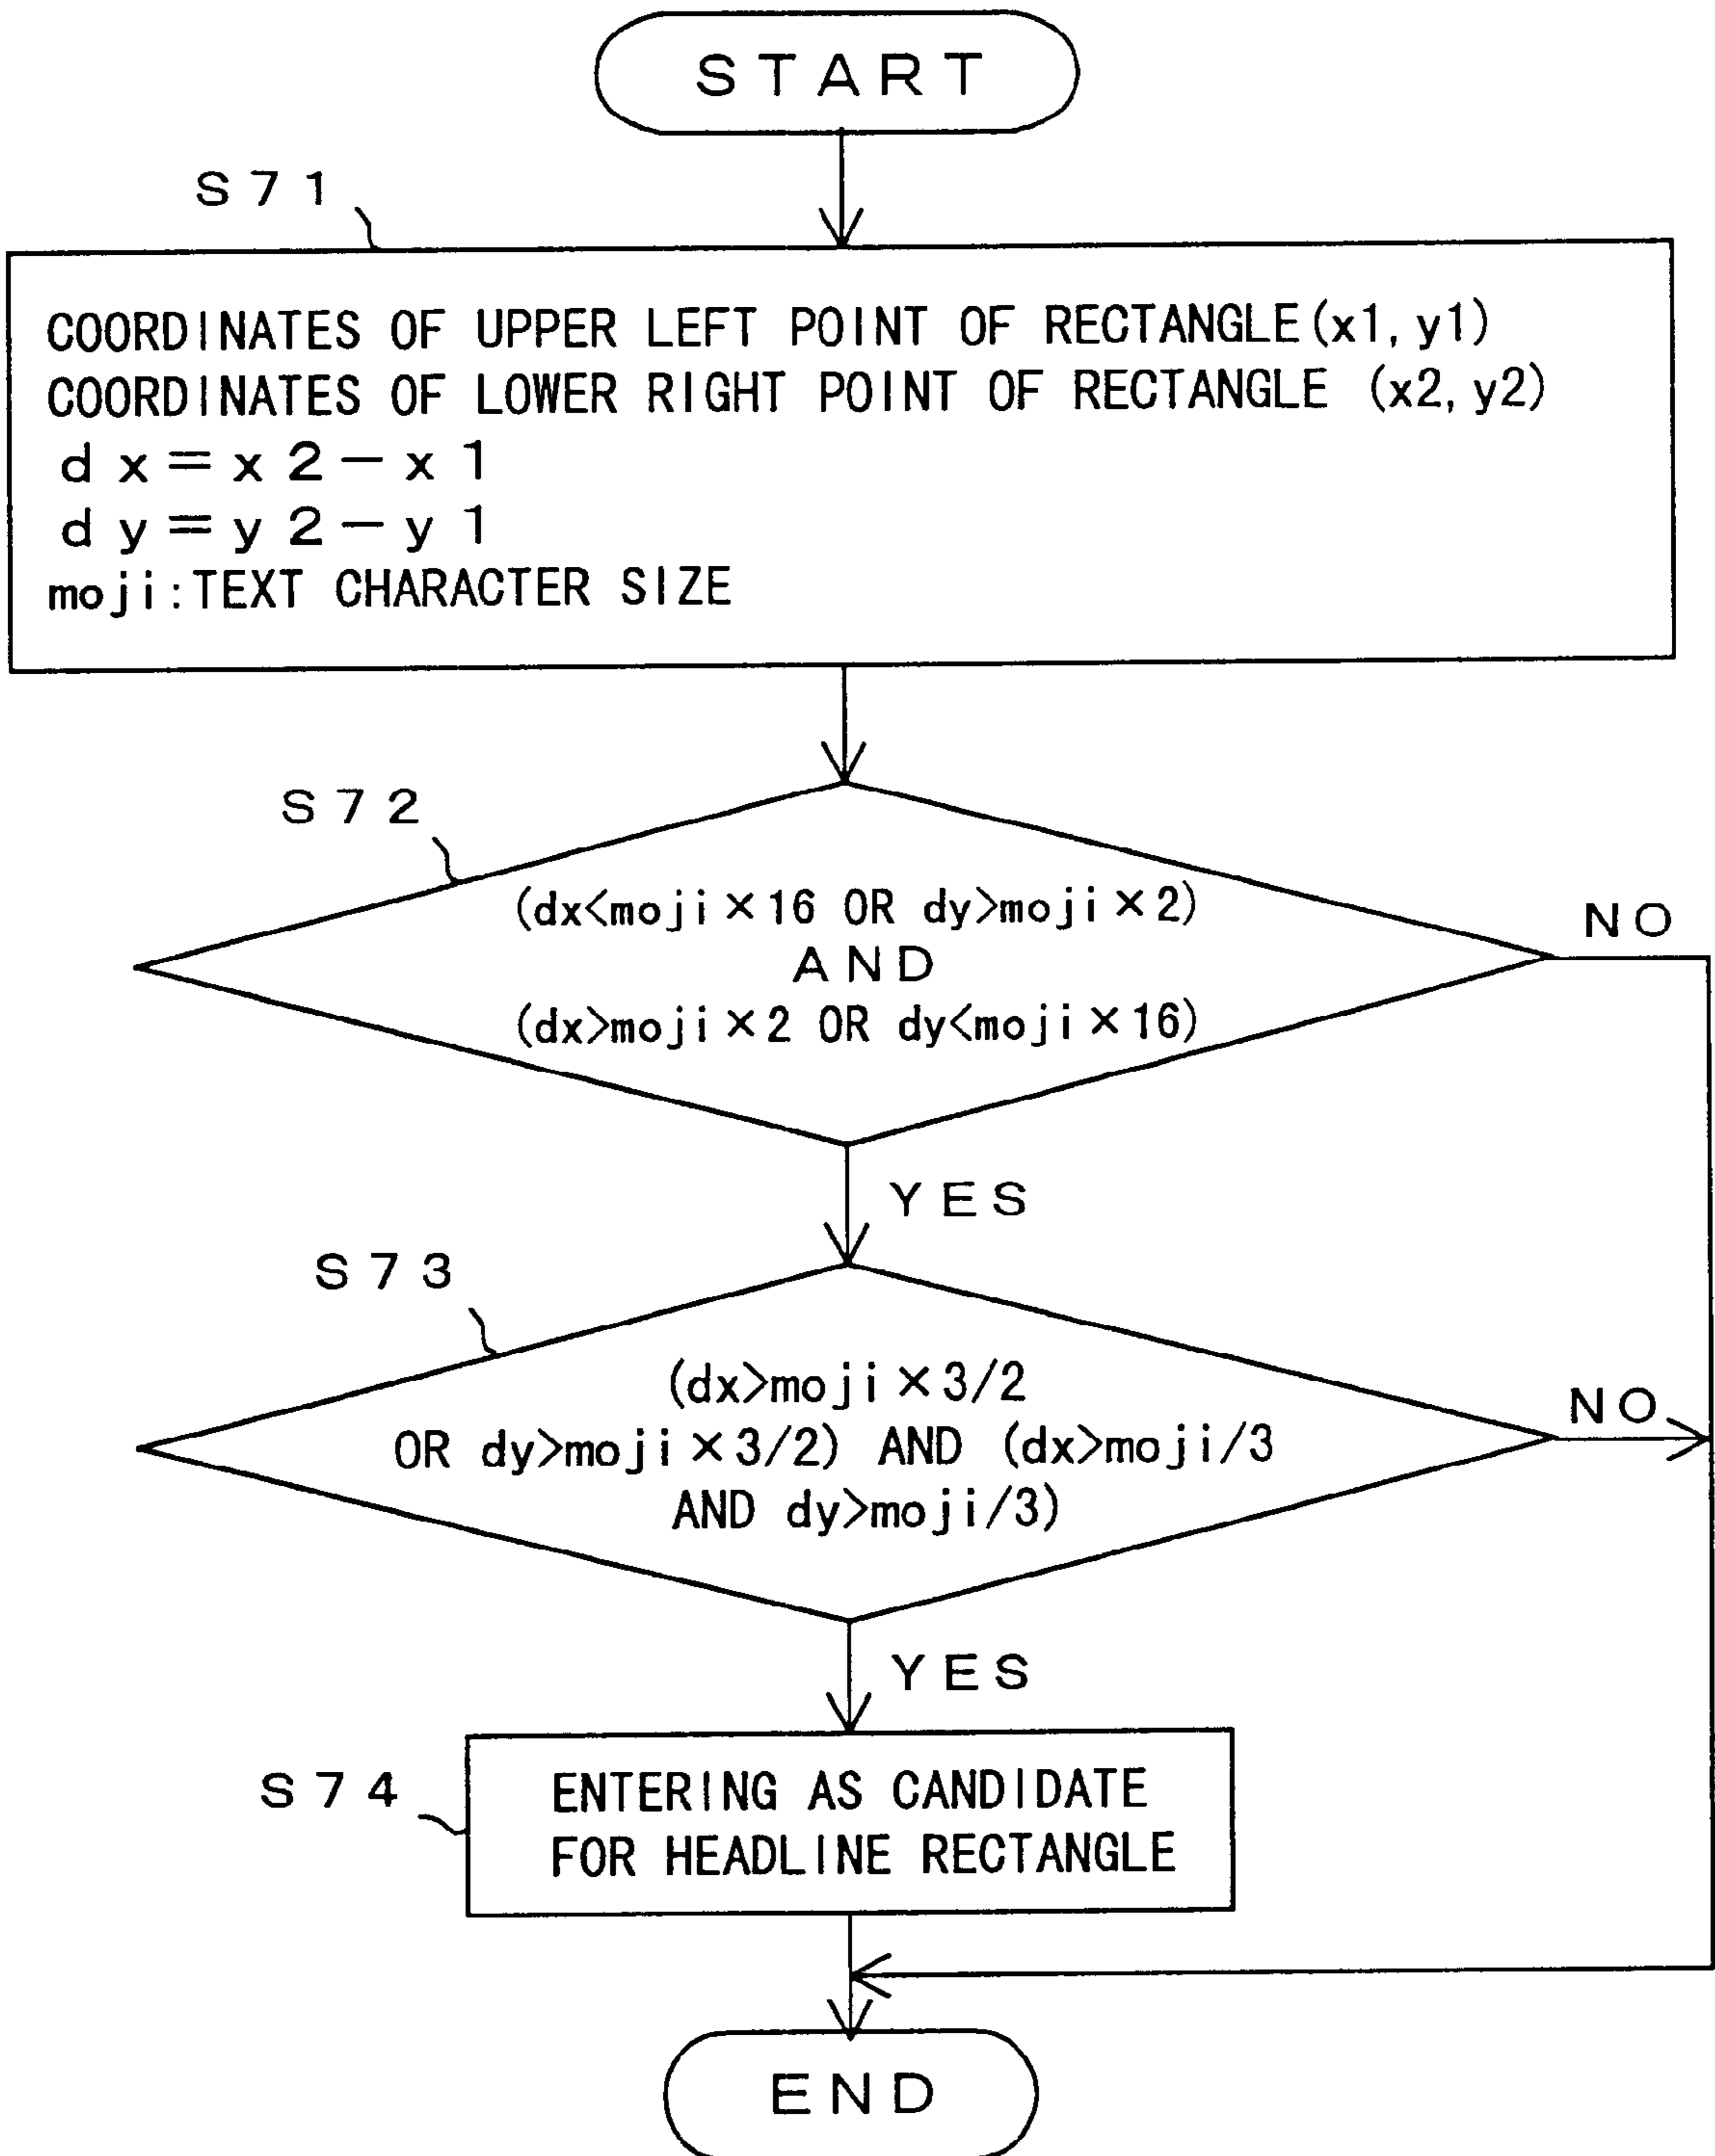 START
S71
COORDINATES OF UPPER LEFT POINT OF RECTANGLE(x1, y1)
COORDINATES OF LOWER RIGHT POINT OF RECTANGLE (x2, y2)
dx=x2-x1
dy=y2-y1
moji:TEXT CHARACTER SIZE
S72
(dx<moji×16 OR dy>moji×2)
AND
(dx>moji×2 OR dy<moji×16)
NO
YES
S73
(dx>moji×3/2
OR dy>moji×3/2) AND (dx>moji/3
AND dy>moji/3)
NO
YES
S74
ENTERING AS CANDIDATE
FOR HEADLINE RECTANGLE
END